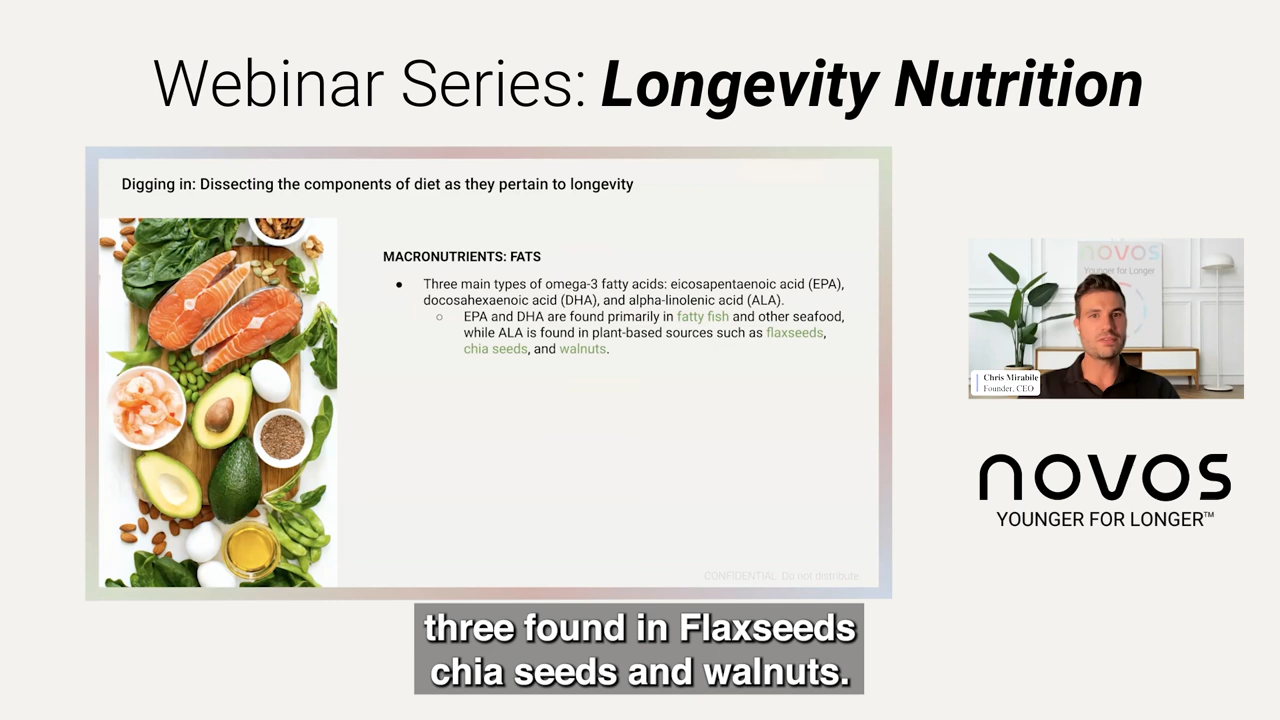 Webinar Series: Longevity Nutrition
Digging in: Dissecting the components of diet as they pertain to longevity
MACRONUTRIENTS: FATS
● Three main types of omega-3 fatty acids: eicosapentaenoic acid (EPA),
docosahexaenoic acid (DHA), and alpha-linolenic acid (ALA).
○ EPA and DHA are found primarily in fatty fish and other seafood,
while ALA is found in plant-based sources such as flaxseeds,
chia seeds, and walnuts.
CONFIDENTIAL: Do not distribute
novos
Younger for Longer
Chris Mirabile
Founder, CEO
novos
YOUNGER FOR LONGER™
three found in Flaxseeds
chia seeds and walnuts.